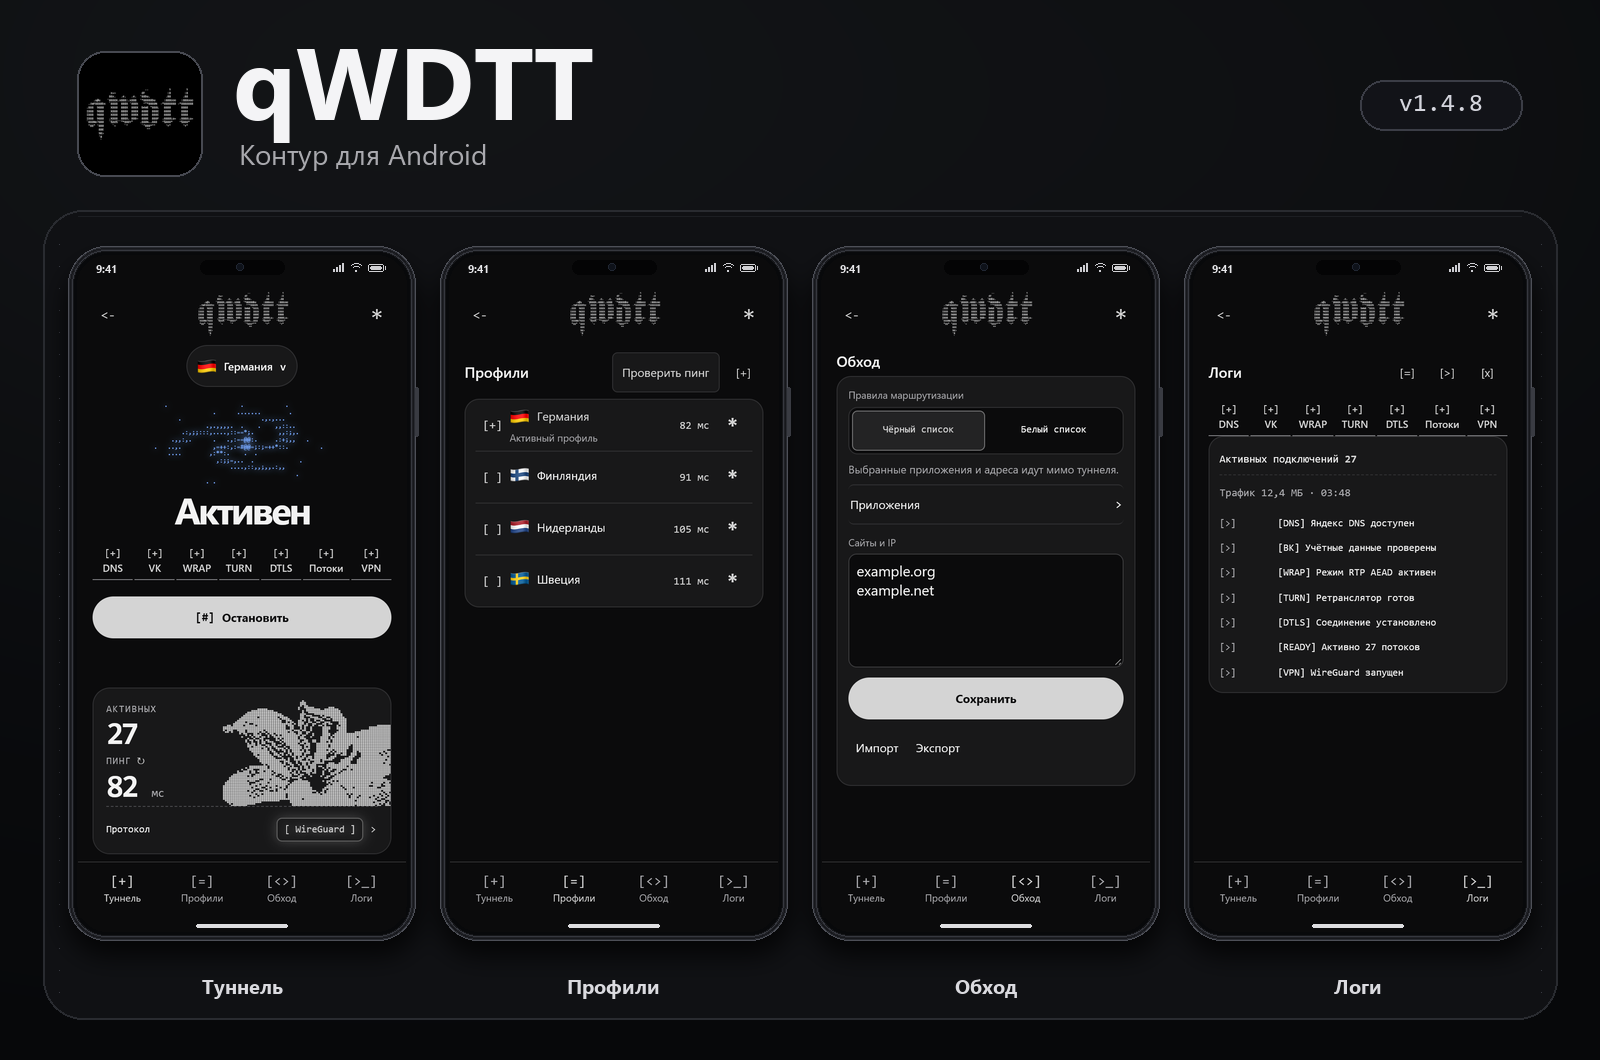 qwdtt
qWDTT
Контур для Android
v1.4.8
9:41
<-
qwdtt
*
Германия v
Активен
[+] [+] [+] [+] [+] [+] [+]
DNS VK WRAP TURN DTLS Потоки VPN
[#] Остановить
АКТИВНЫХ
27
ПИНГ ↻
82 мс
Протокол [ WireGuard ] >
[+] [=] [<>] [>_]
Туннель Профили Обход Логи
Туннель
9:41
<-
qwdtt
*
Профили Проверить пинг [+]
[+] Германия 82 мс *
Активный профиль
[ ] Финляндия 91 мс *
[ ] Нидерланды 105 мс *
[ ] Швеция 111 мс *
[+] [=] [<>] [>_]
Туннель Профили Обход Логи
Профили
9:41
<-
qwdtt
*
Обход
Правила маршрутизации
Чёрный список Белый список
Выбранные приложения и адреса идут мимо туннеля.
Приложения >
Сайты и IP
example.org
example.net
Сохранить
Импорт Экспорт
[+] [=] [<>] [>_]
Туннель Профили Обход Логи
Обход
9:41
<-
qwdtt
*
Логи [=] [>] [x]
[+] [+] [+] [+] [+] [+] [+]
DNS VK WRAP TURN DTLS Потоки VPN
Активных подключений 27
Трафик 12,4 МБ · 03:48
[>] [DNS] Яндекс DNS доступен
[>] [ВК] Учётные данные проверены
[>] [WRAP] Режим RTP AEAD активен
[>] [TURN] Ретранслятор готов
[>] [DTLS] Соединение установлено
[>] [READY] Активно 27 потоков
[>] [VPN] WireGuard запущен
[+] [=] [<>] [>_]
Туннель Профили Обход Логи
Логи